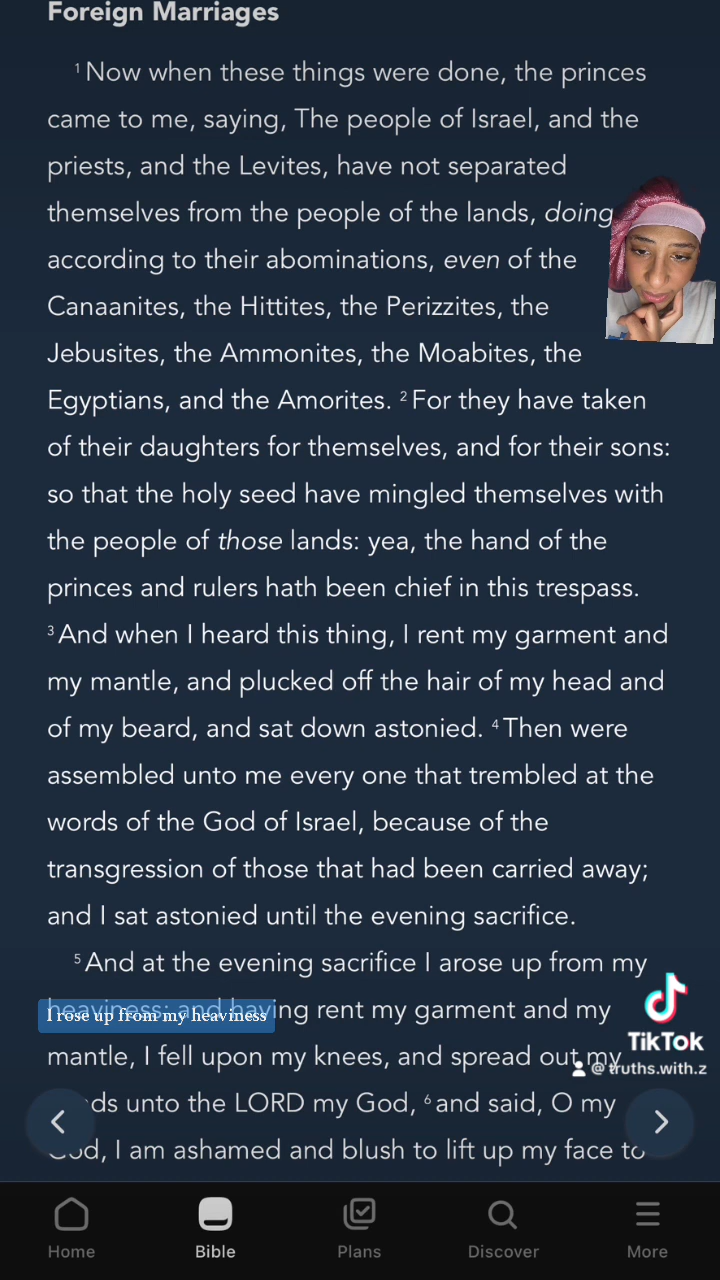 Foreign Marriages
1 Now when these things were done, the princes
came to me, saying, The people of Israel, and the
priests, and the Levites, have not separated
themselves from the people of the lands, doing
according to their abominations, even of the
Canaanites, the Hittites, the Perizzites, the
Jebusites, the Ammonites, the Moabites, the
Egyptians, and the Amorites. 2 For they have taken
of their daughters for themselves, and for their sons:
so that the holy seed have mingled themselves with
the people of those lands: yea, the hand of the
princes and rulers hath been chief in this trespass.
3 And when I heard this thing, I rent my garment and
my mantle, and plucked off the hair of my head and
of my beard, and sat down astonied. 4 Then were
assembled unto me every one that trembled at the
words of the God of Israel, because of the
transgression of those that had been carried away;
and I sat astonied until the evening sacrifice.
5 And at the evening sacrifice I arose up from my
heaviness; and having rent my garment and my
I rose up from my heaviness
mantle, I fell upon my knees, and spread out my
TikTok
@truths.with.z
ds unto the LORD my God, 6 and said, O my
God, I am ashamed and blush to lift up my face to
Home
Bible
Plans
Discover
More